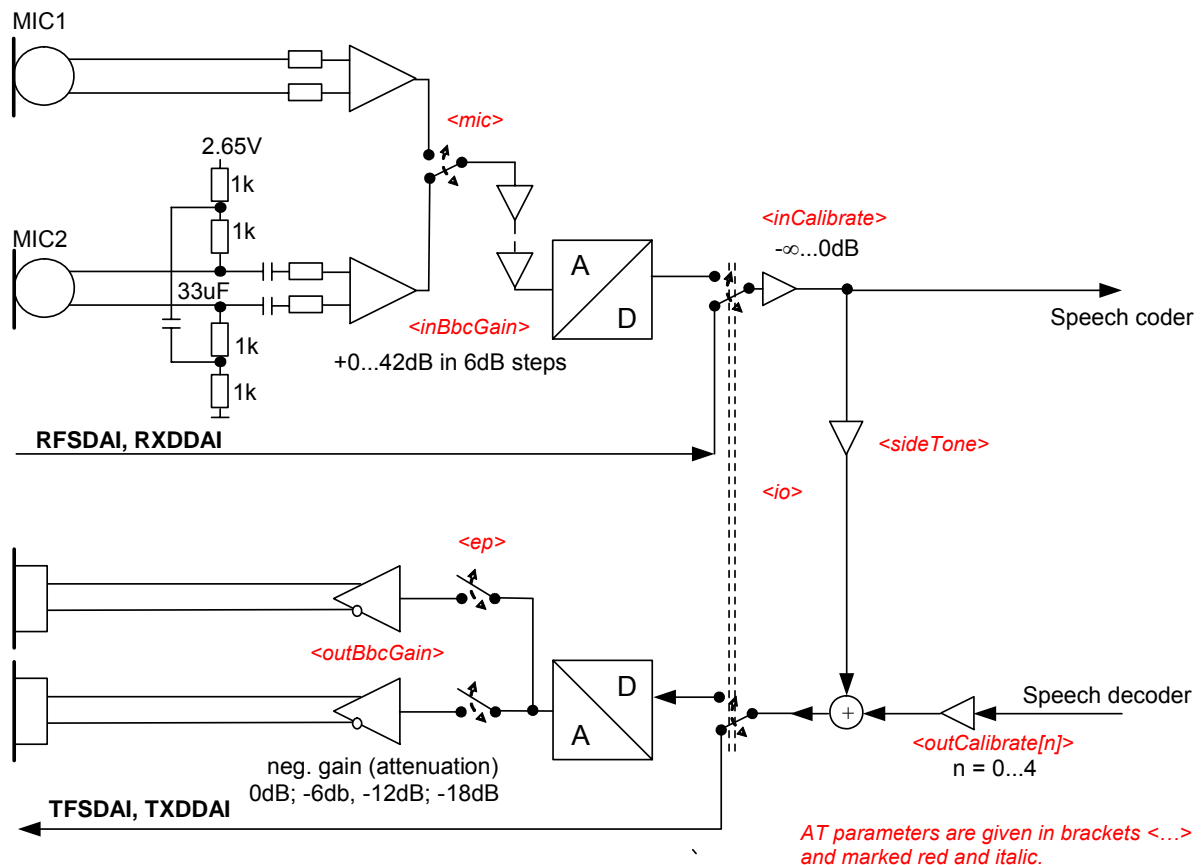 MIC1
<mic>
2.65V
1k
1k
MIC2
33uF
1k
1k
<inBbcGain>
+0...42dB in 6dB steps
A
D
<inCalibrate>
-∞...0dB
Speech coder
RFSDAI, RXDDAI
<sideTone>
<io>
<ep>
<outBbcGain>
D
A
neg. gain (attenuation)
0dB; -6db, -12dB; -18dB
+
Speech decoder
<outCalibrate[n]>
n = 0...4
TFSDAI, TXDDAI
AT parameters are given in brackets <...>
and marked red and italic.
`